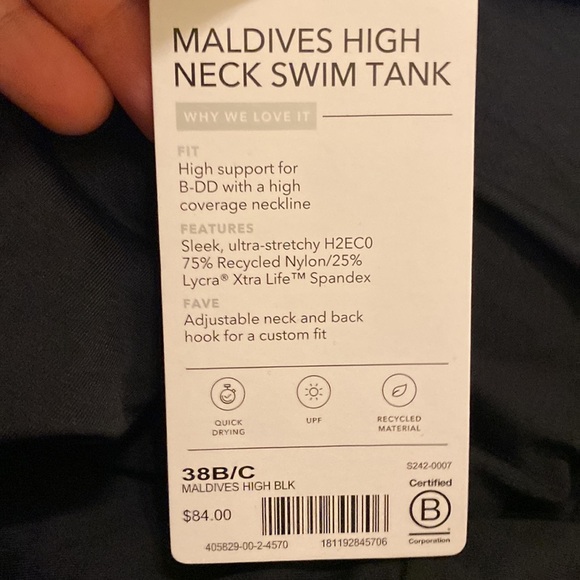 MALDIVES HIGH
NECK SWIM TANK
WHY WE LOVE IT
FIT
High support for
B-DD with a high
coverage neckline
FEATURES
Sleek, ultra-stretchy H2EC0
75% Recycled Nylon/25%
Lycra® Xtra Life™ Spandex
FAVE
Adjustable neck and back
hook for a custom fit
QUICK
DRYING
UPF
RECYCLED
MATERIAL
38B/C
MALDIVES HIGH BLK
$84.00
405829-00-2-4570
181192845706
S242-0007
Certified
B
Corporation